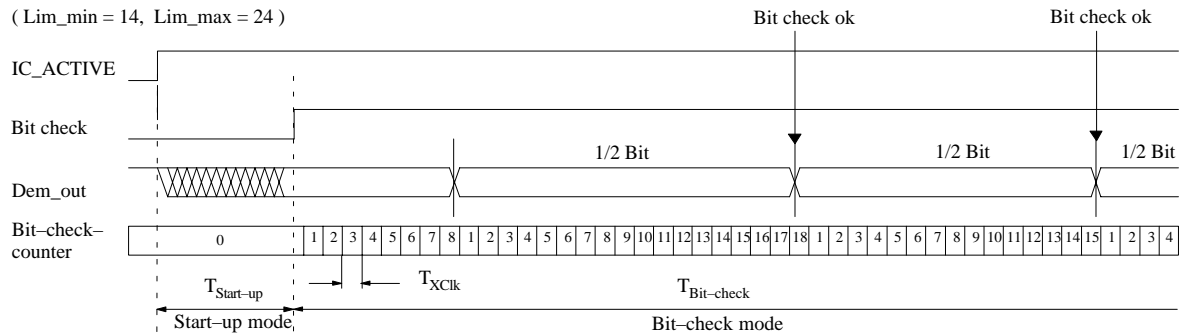 ( Lim_min = 14, Lim_max = 24 )
Bit check ok
Bit check ok
IC_ACTIVE
Bit check
1/2 Bit
1/2 Bit
1/2 Bit
Dem_out
Bit–check–
counter
0 1 2 3 4 5 6 7 8 1 2 3 4 5 6 7 8 9 10 11 12 13 14 15 16 17 18 1 2 3 4 5 6 7 8 9 10 11 12 13 14 15 1 2 3 4
TStart–up
TXClk
TBit–check
Start–up mode
Bit–check mode